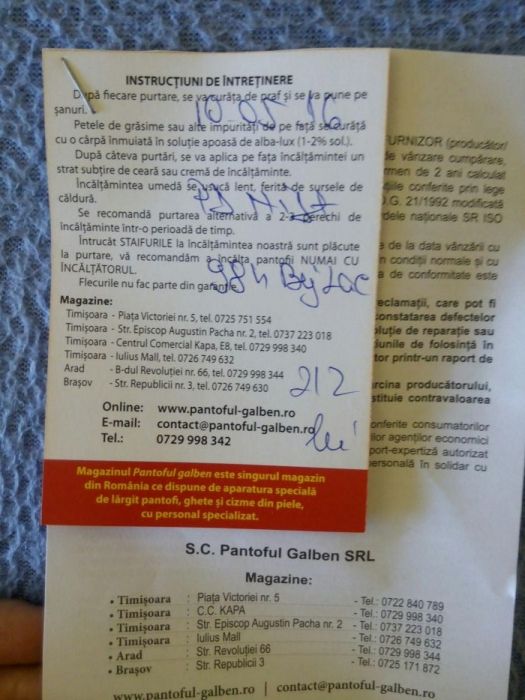 INSTRUCȚIUNI DE ÎNTREȚINERE
După fiecare purtare, se va curăța de praf și se va pune pe
șanuri.
10 05 16
Petele de grăsime sau alte impurități de pe față se curăță
cu o cârpă înmuiată în soluție apoasă de alba-lux (1-2% sol.).
După câteva purtări, se va aplica pe fața încălțămintei un
strat subțire de ceară sau cremă de încălțăminte.
Încălțămintea umedă se usucă lent, ferită de sursele de
căldură.
Se recomandă purtarea alternativă a 2-3 perechi de
încălțăminte într-o perioadă de timp.
Întrucât STAIFURILE la încălțămintea noastră sunt plăcute
la purtare, vă recomandăm a încălța pantofii NUMAI CU
ÎNCĂLȚĂTORUL.
Flecurile nu fac parte din garanție.
Magazine:
Timișoara - Piața Victoriei nr. 5, tel. 0725 751 554
Timișoara - Str. Episcop Augustin Pacha nr. 2, tel. 0737 223 018
Timișoara - Centrul Comercial Kapa, E8, tel. 0729 998 340
Timișoara - Iulius Mall, tel. 0726 749 632
Arad - B-dul Revoluției nr. 66, tel. 0729 998 344
Brașov - Str. Republicii nr. 3, tel. 0726 749 630
212
lei
Online: www.pantoful-galben.ro
E-mail: contact@pantoful-galben.ro
Tel.: 0729 998 342
Magazinul Pantoful galben este singurul magazin
din România ce dispune de aparatura specială
de lărgit pantofi, ghete și cizme din piele,
cu personal specializat.
FURNIZOR (producător/
de vânzare cumpărare,
rmen de 2 ani calculat
conferite prin lege
O.G. 21/1992 modificată
naționale SR ISO
a de la data vânzării cu
condiții normale și cu
a de conformitate este
eclamații, care pot fi
constatarea defectelor
oluție de reparație sau
unile de folosință în
tor printr-un raport de
rcina producătorului,
stituie contravaloarea
onferite consumatorilor
ilor agenților economici
port-expertiză autorizat
ersonală în solidar cu
S.C. Pantoful Galben SRL
Magazine:
• Timișoara : Piața Victoriei nr. 5 - Tel.: 0722 840 789
• Timișoara : C.C. KAPA - Tel.: 0729 998 340
• Timișoara : Str. Episcop Augustin Pacha nr. 2 - Tel.: 0737 223 018
• Timișoara : Iulius Mall - Tel.: 0726 749 632
• Arad : Str. Revoluției 66 - Tel.: 0729 998 344
• Brașov : Str. Republicii 3 - Tel.: 0725 171 872
www.pantoful-galben.ro | contact@pantoful-galben.ro